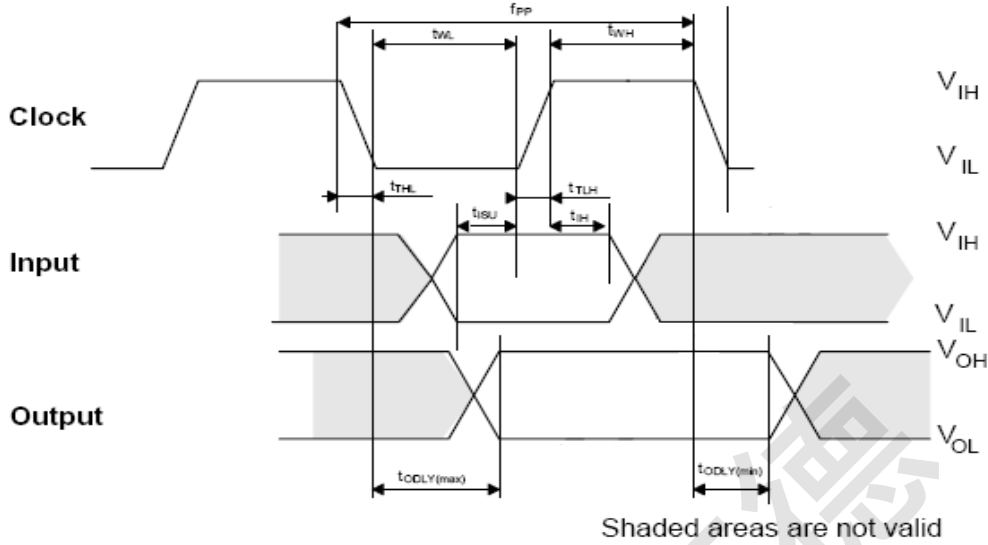 fPP
tWL
tWH
Clock
VIH
VIL
tTHL
tTLH
tISU
tIH
Input
VIH
VIL
Output
VOH
VOL
tODLY(max)
tODLY(min)
Shaded areas are not valid
德